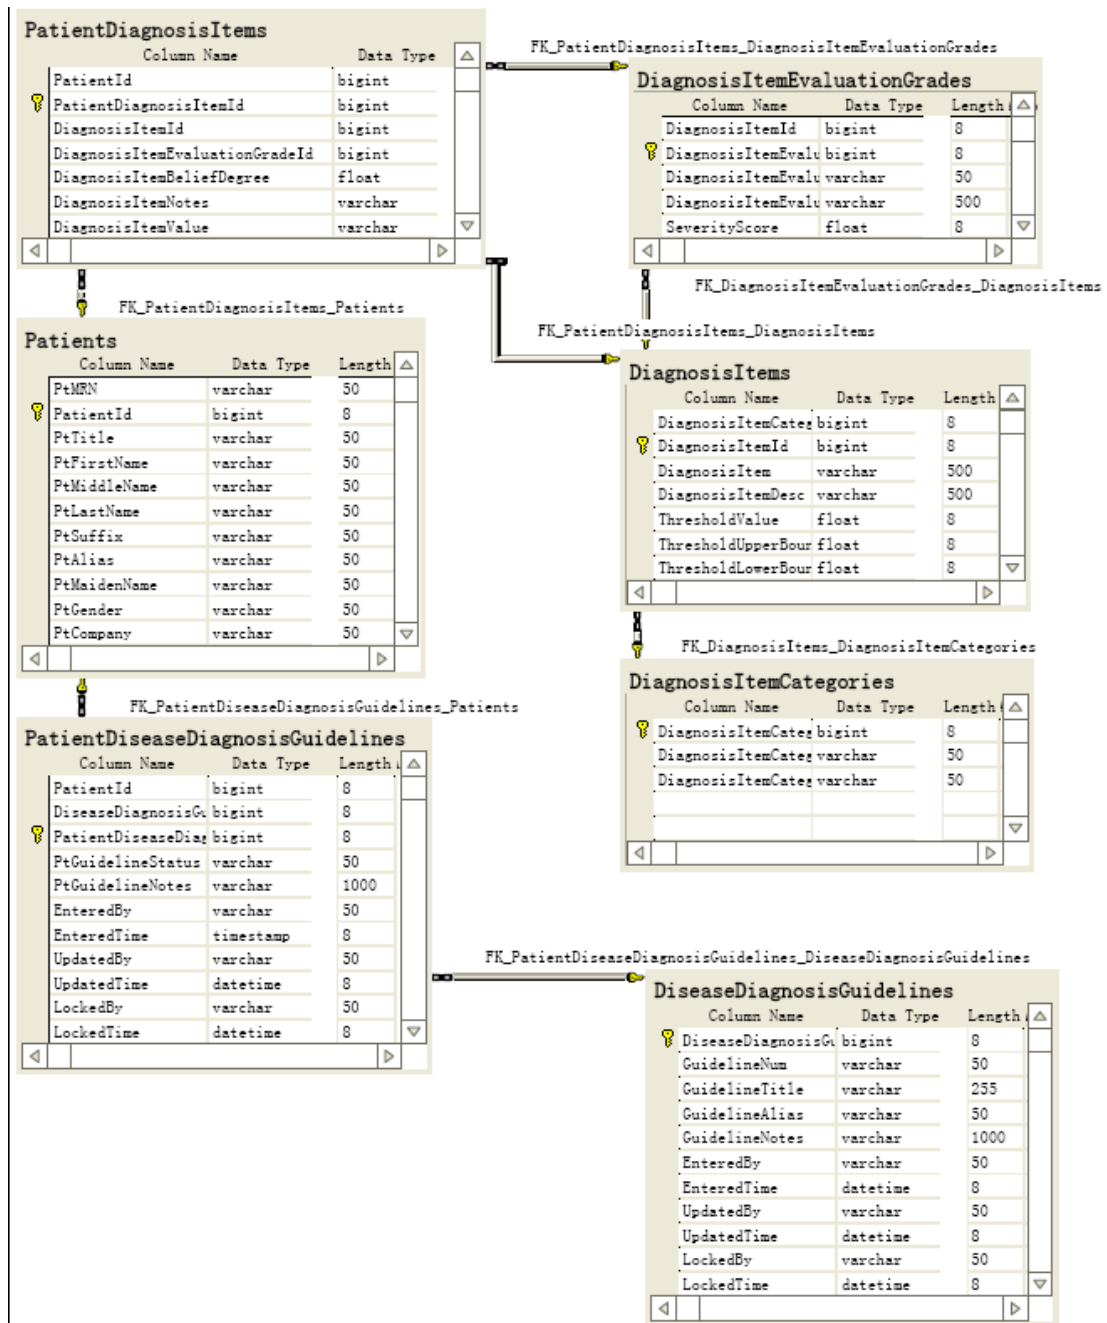 PatientDiagnosisItems
Column Name Data Type
PatientId bigint
PatientDiagnosisItemId bigint
DiagnosisItemId bigint
DiagnosisItemEvaluationGradeId bigint
DiagnosisItemBeliefDegree float
DiagnosisItemNotes varchar
DiagnosisItemValue varchar
FK_PatientDiagnosisItems_DiagnosisItemEvaluationGrades
DiagnosisItemEvaluationGrades
Column Name Data Type Length
DiagnosisItemId bigint 8
DiagnosisItemEvalu bigint 8
DiagnosisItemEvalu varchar 50
DiagnosisItemEvalu varchar 500
SeverityScore float 8
FK_DiagnosisItemEvaluationGrades_DiagnosisItems
FK_PatientDiagnosisItems_Patients
FK_PatientDiagnosisItems_DiagnosisItems
Patients
Column Name Data Type Length
PtMRN varchar 50
PatientId bigint 8
PtTitle varchar 50
PtFirstName varchar 50
PtMiddleName varchar 50
PtLastName varchar 50
PtSuffix varchar 50
PtAlias varchar 50
PtMaidenName varchar 50
PtGender varchar 50
PtCompany varchar 50
DiagnosisItems
Column Name Data Type Length
DiagnosisItemCateg bigint 8
DiagnosisItemId bigint 8
DiagnosisItem varchar 500
DiagnosisItemDesc varchar 500
ThresholdValue float 8
ThresholdUpperBour float 8
ThresholdLowerBour float 8
FK_DiagnosisItems_DiagnosisItemCategories
DiagnosisItemCategories
Column Name Data Type Length
DiagnosisItemCateg bigint 8
DiagnosisItemCateg varchar 50
DiagnosisItemCateg varchar 50
FK_PatientDiseaseDiagnosisGuidelines_Patients
PatientDiseaseDiagnosisGuidelines
Column Name Data Type Length
PatientId bigint 8
DiseaseDiagnosisGu bigint 8
PatientDiseaseDiag bigint 8
PtGuidelineStatus varchar 50
PtGuidelineNotes varchar 1000
EnteredBy varchar 50
EnteredTime timestamp 8
UpdatedBy varchar 50
UpdatedTime datetime 8
LockedBy varchar 50
LockedTime datetime 8
FK_PatientDiseaseDiagnosisGuidelines_DiseaseDiagnosisGuidelines
DiseaseDiagnosisGuidelines
Column Name Data Type Length
DiseaseDiagnosisGu bigint 8
GuidelineNum varchar 50
GuidelineTitle varchar 255
GuidelineAlias varchar 50
GuidelineNotes varchar 1000
EnteredBy varchar 50
EnteredTime datetime 8
UpdatedBy varchar 50
UpdatedTime datetime 8
LockedBy varchar 50
LockedTime datetime 8